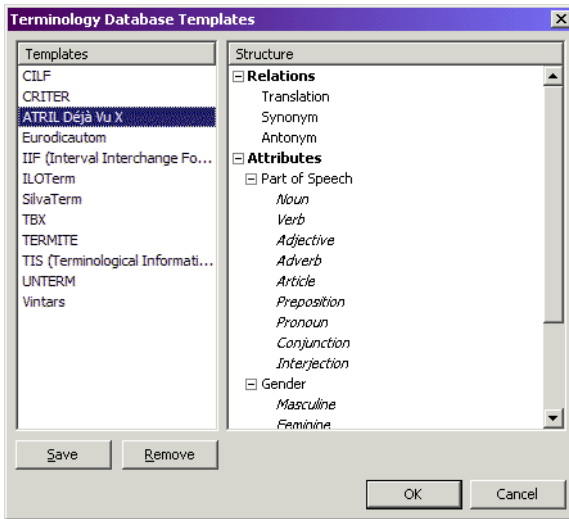 Terminology Database Templates
Templates
CILF
CRITER
ATRIL Déjà Vu X
Eurodicautom
IIF (Interval Interchange Fo...
ILOTerm
SilvaTerm
TBX
TERMITE
TIS (Terminological Informati...
UNTERM
Vintars
Structure
Relations
Translation
Synonym
Antonym
Attributes
Part of Speech
Noun
Verb
Adjective
Adverb
Article
Preposition
Pronoun
Conjunction
Interjection
Gender
Masculine
Feminine
Save
Remove
OK
Cancel